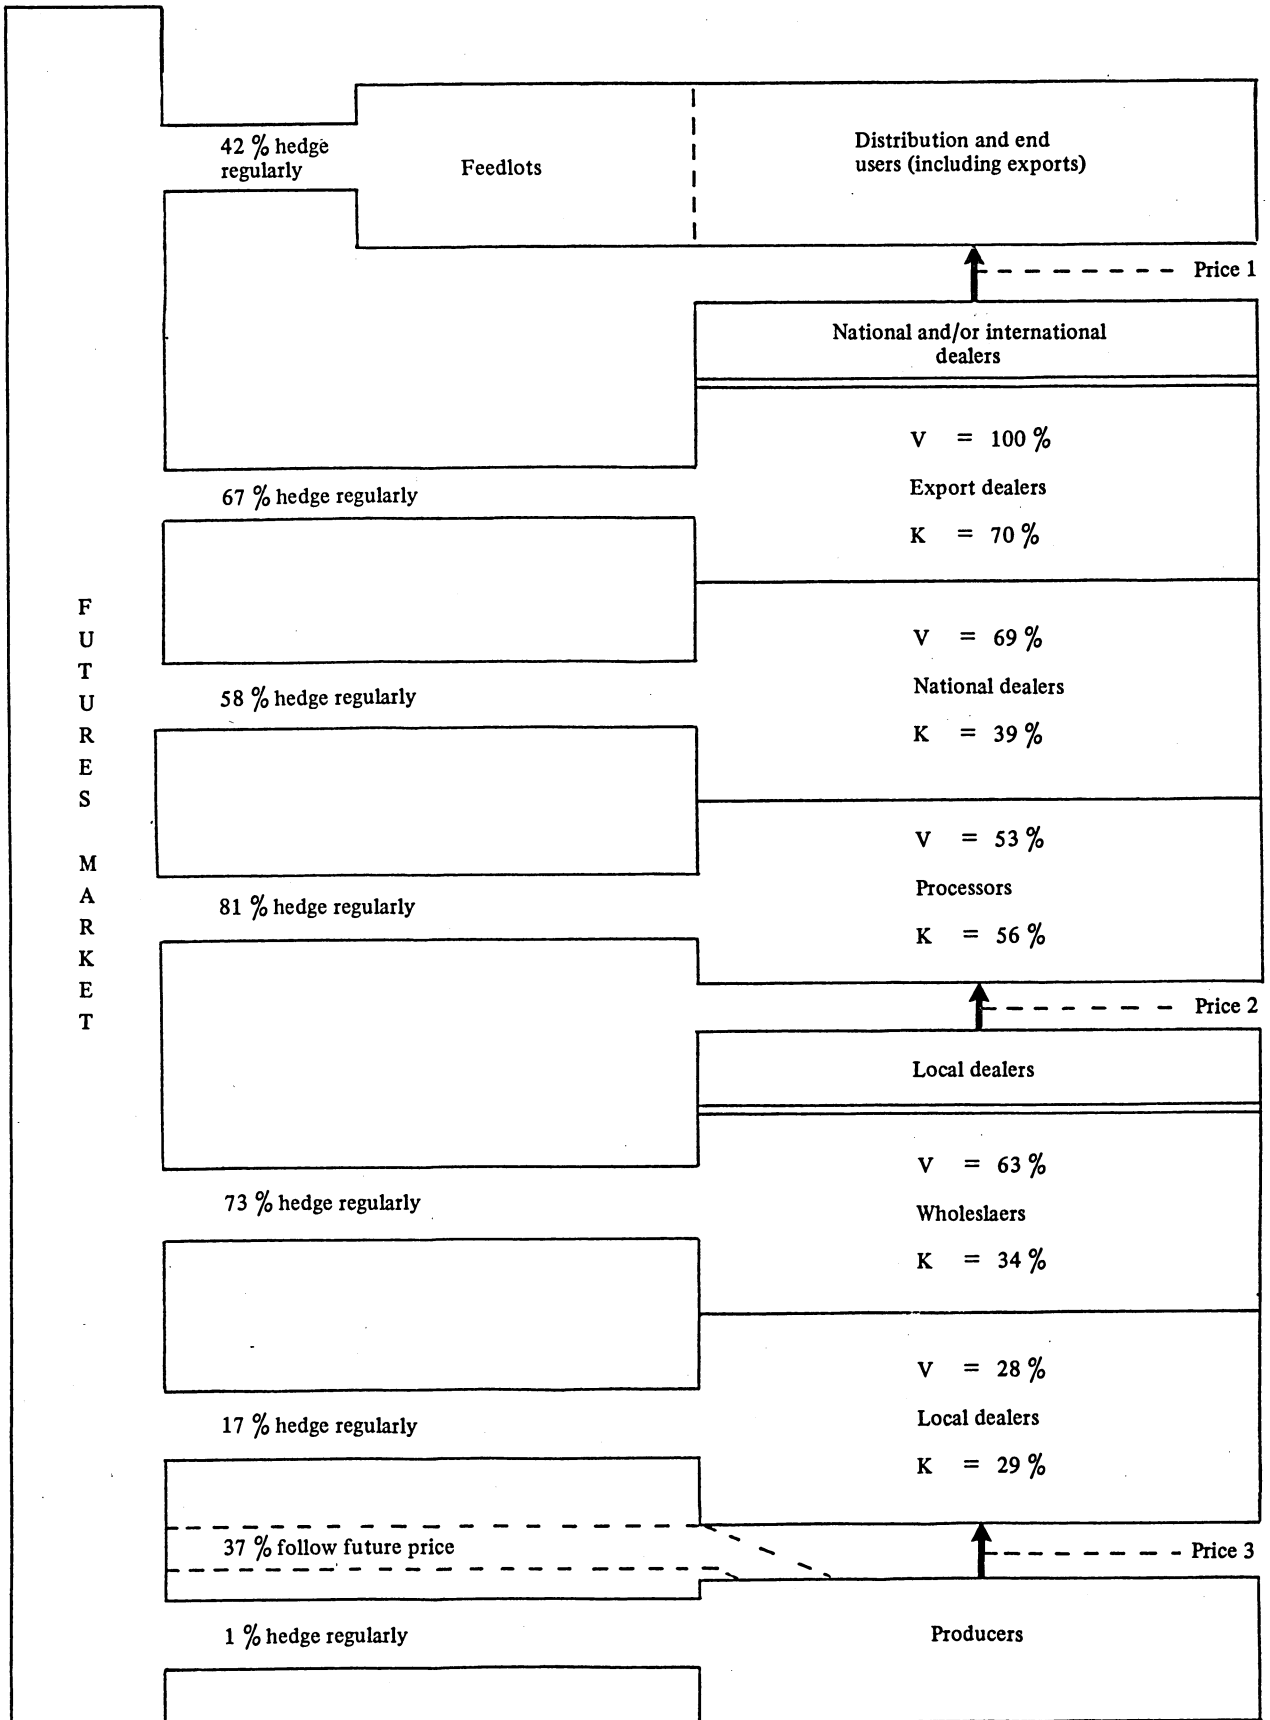 42 % hedge
regularly
Feedlots
Distribution and end
users (including exports)
Price 1
National and/or international
dealers
V = 100 %
Export dealers
K = 70 %
67 % hedge regularly
V = 69 %
National dealers
K = 39 %
58 % hedge regularly
V = 53 %
Processors
K = 56 %
81 % hedge regularly
Price 2
Local dealers
V = 63 %
Wholeslaers
K = 34 %
73 % hedge regularly
V = 28 %
Local dealers
K = 29 %
17 % hedge regularly
37 % follow future price
Price 3
1 % hedge regularly
Producers
FUTURES MARKET